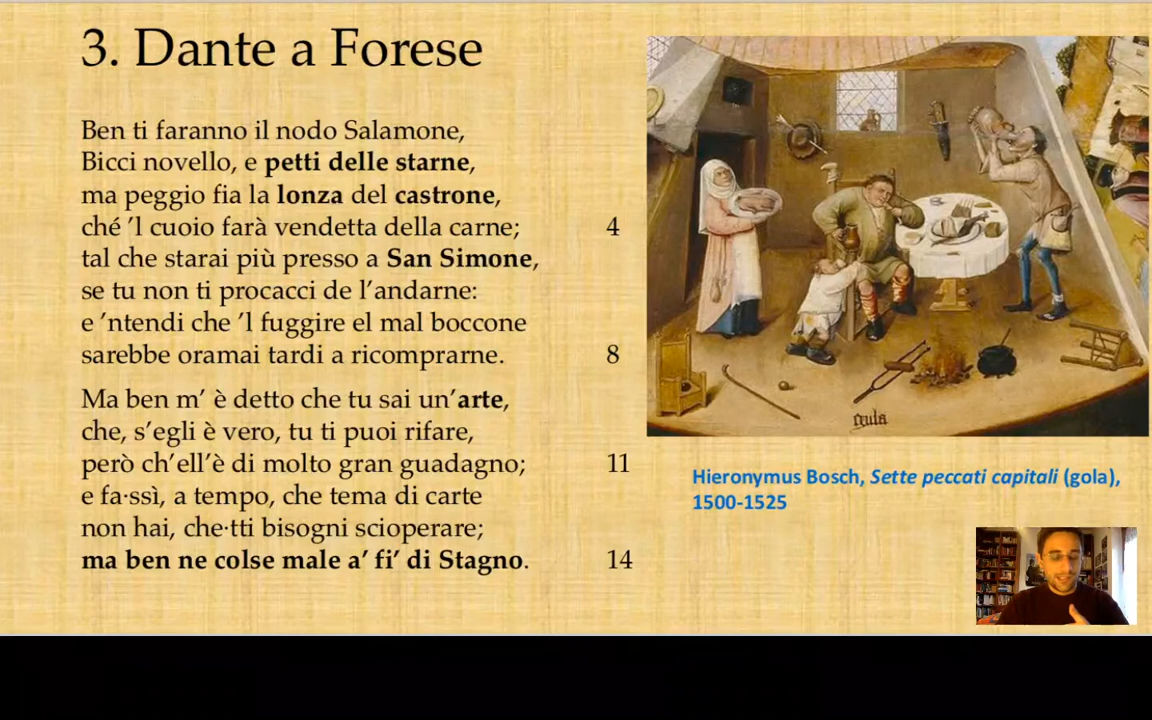 3. Dante a Forese
Ben ti faranno il nodo Salamone,
Bicci novello, e petti delle starne,
ma peggio fia la lonza del castrone,
ché ’l cuoio farà vendetta della carne; 4
tal che starai più presso a San Simone,
se tu non ti procacci de l’andarne:
e ’ntendi che ’l fuggire el mal boccone
sarebbe oramai tardi a ricomprarne. 8
Ma ben m’ è detto che tu sai un’arte,
che, s’egli è vero, tu ti puoi rifare,
però ch’ell’è di molto gran guadagno; 11
e fa·ssì, a tempo, che tema di carte
non hai, che·tti bisogni scioperare;
ma ben ne colse male a’ fi’ di Stagno. 14
gula
Hieronymus Bosch, Sette peccati capitali (gola),
1500-1525